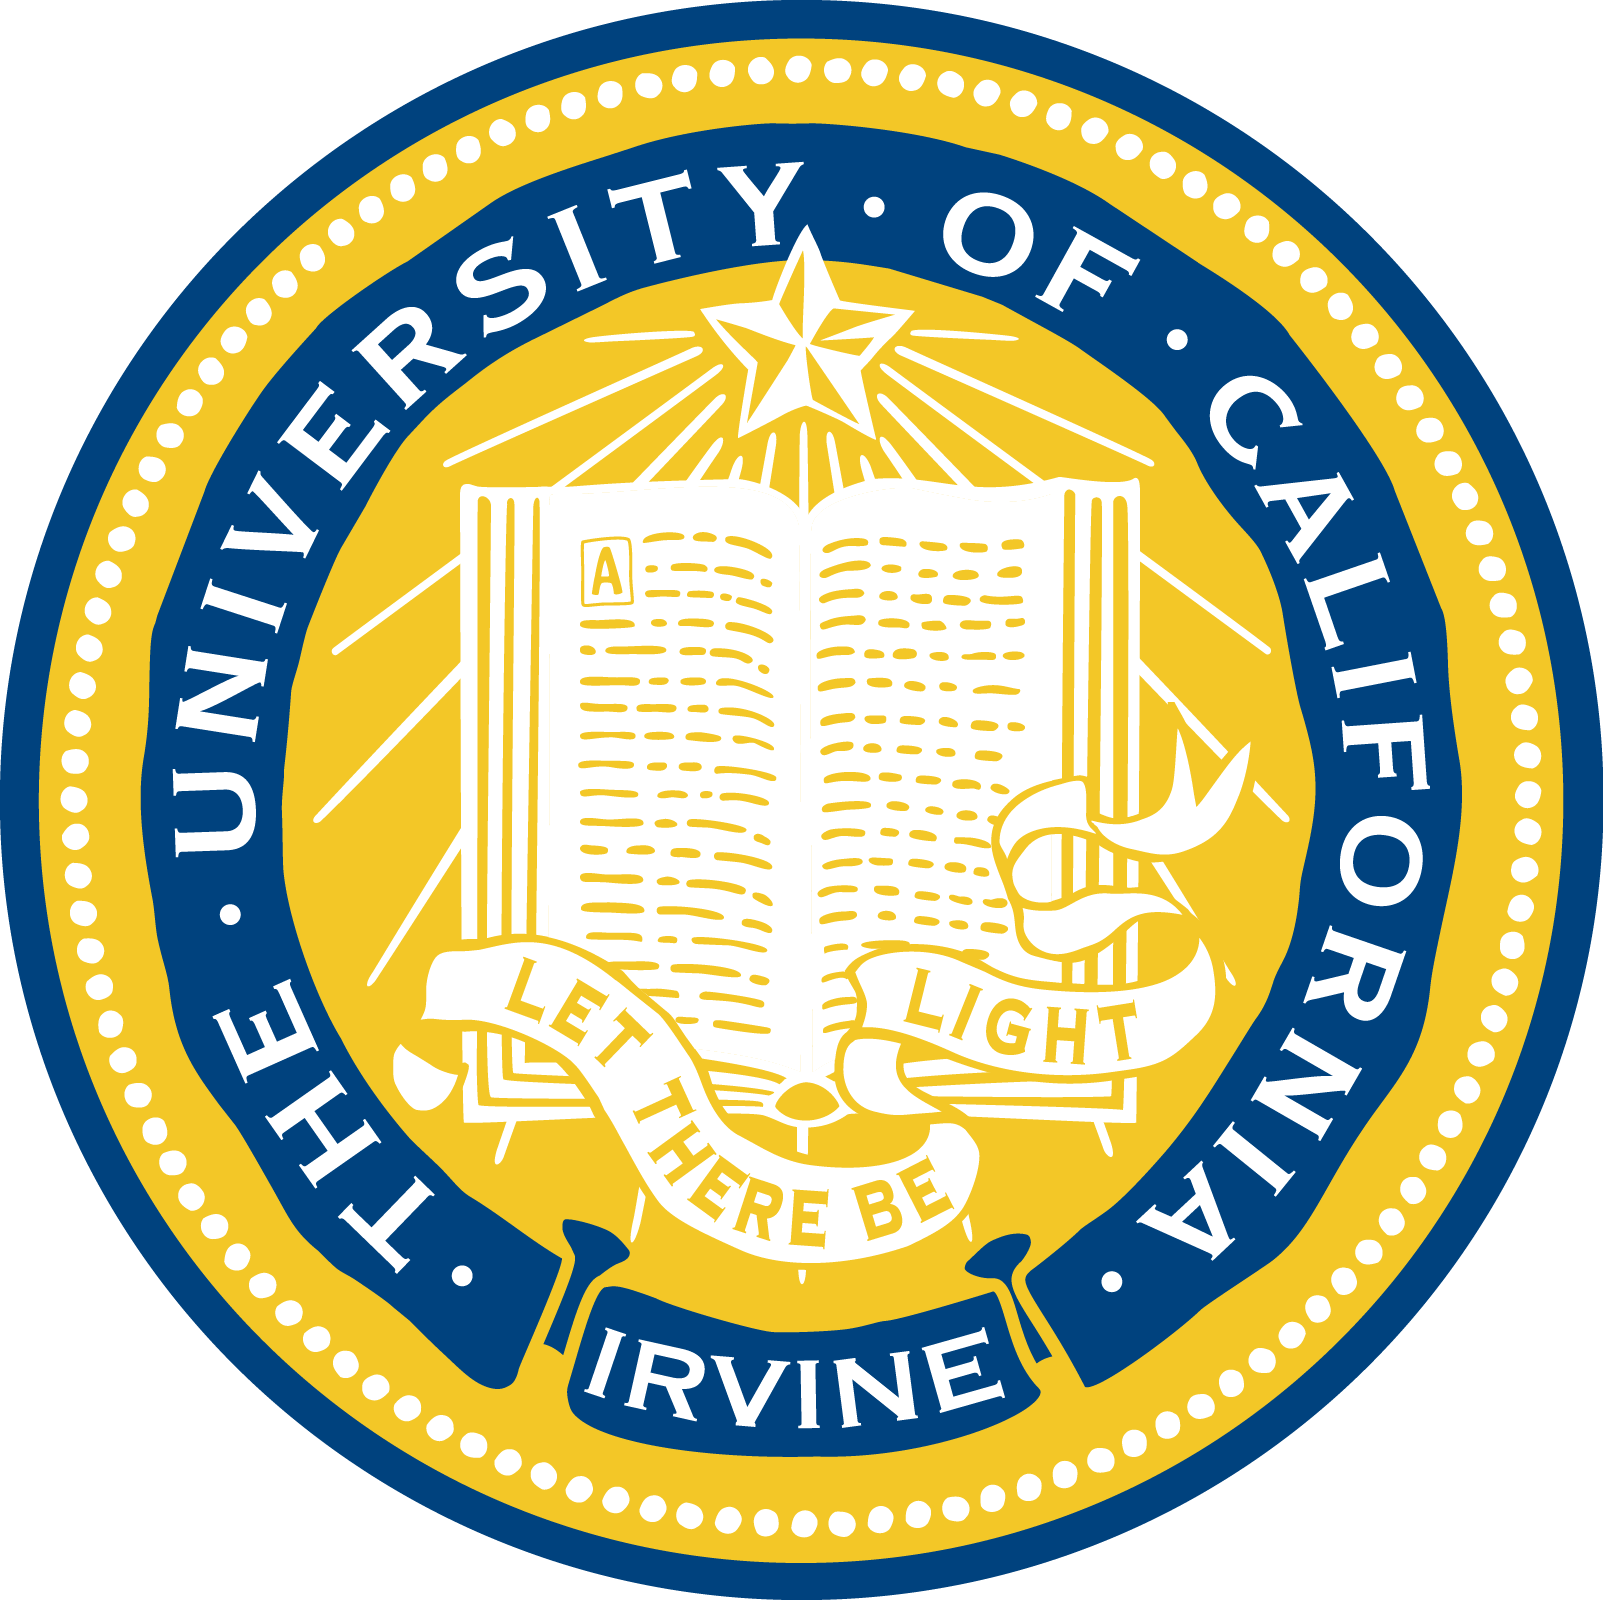 · THE · UNIVERSITY · OF · CALIFORNIA ·
A
LET THERE BE
LIGHT
IRVINE